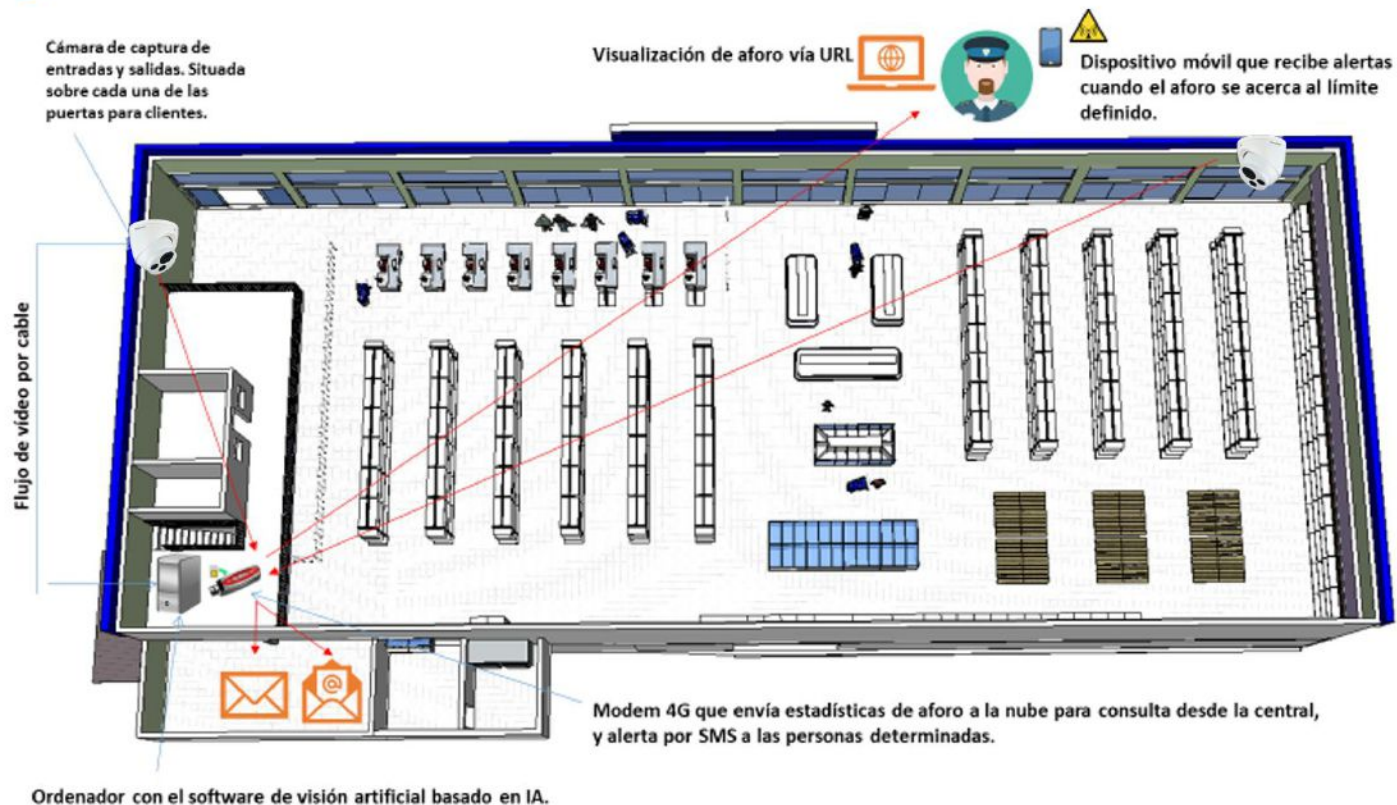 Cámara de captura de
entradas y salidas. Situada
sobre cada una de las
puertas para clientes.
Visualización de aforo vía URL
Dispositivo móvil que recibe alertas
cuando el aforo se acerca al límite
definido.
Flujo de vídeo por cable
@
Modem 4G que envía estadísticas de aforo a la nube para consulta desde la central,
y alerta por SMS a las personas determinadas.
Ordenador con el software de visión artificial basado en IA.